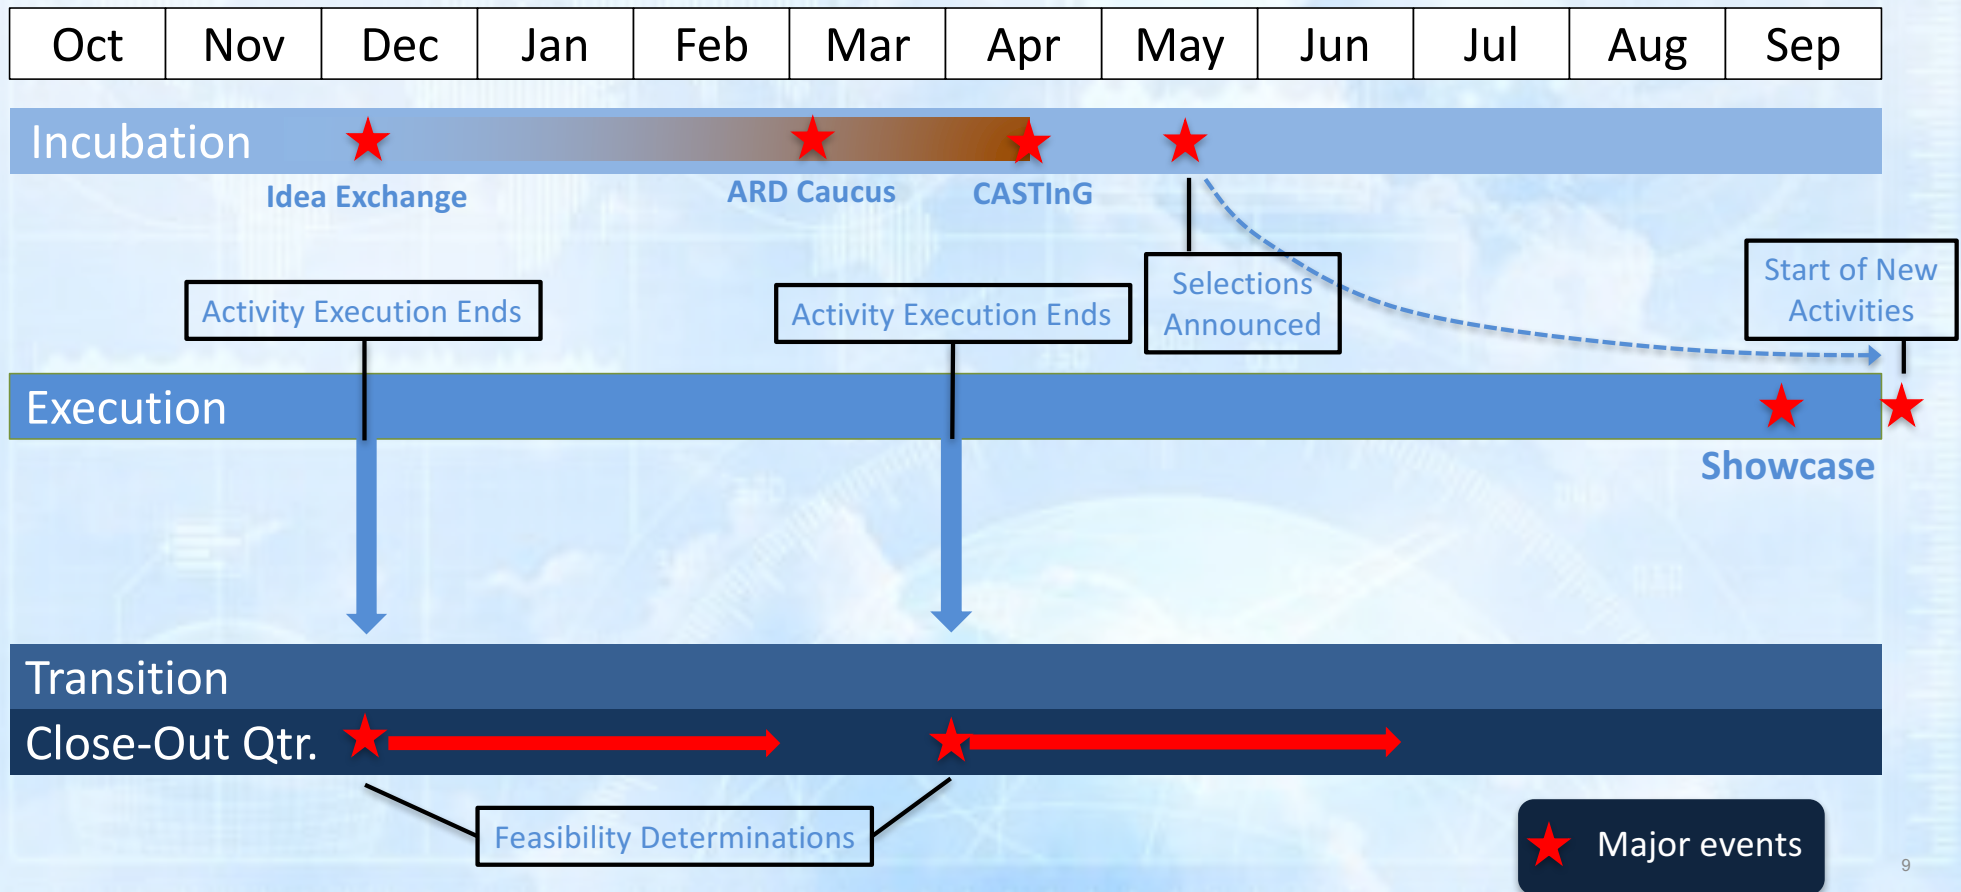 Oct Nov Dec Jan Feb Mar Apr May Jun Jul Aug Sep
Incubation
Idea Exchange
ARD Caucus
CASTInG
Selections
Announced
Start of New
Activities
Activity Execution Ends
Activity Execution Ends
Execution
Showcase
Transition
Close-Out Qtr.
Feasibility Determinations
Major events
9